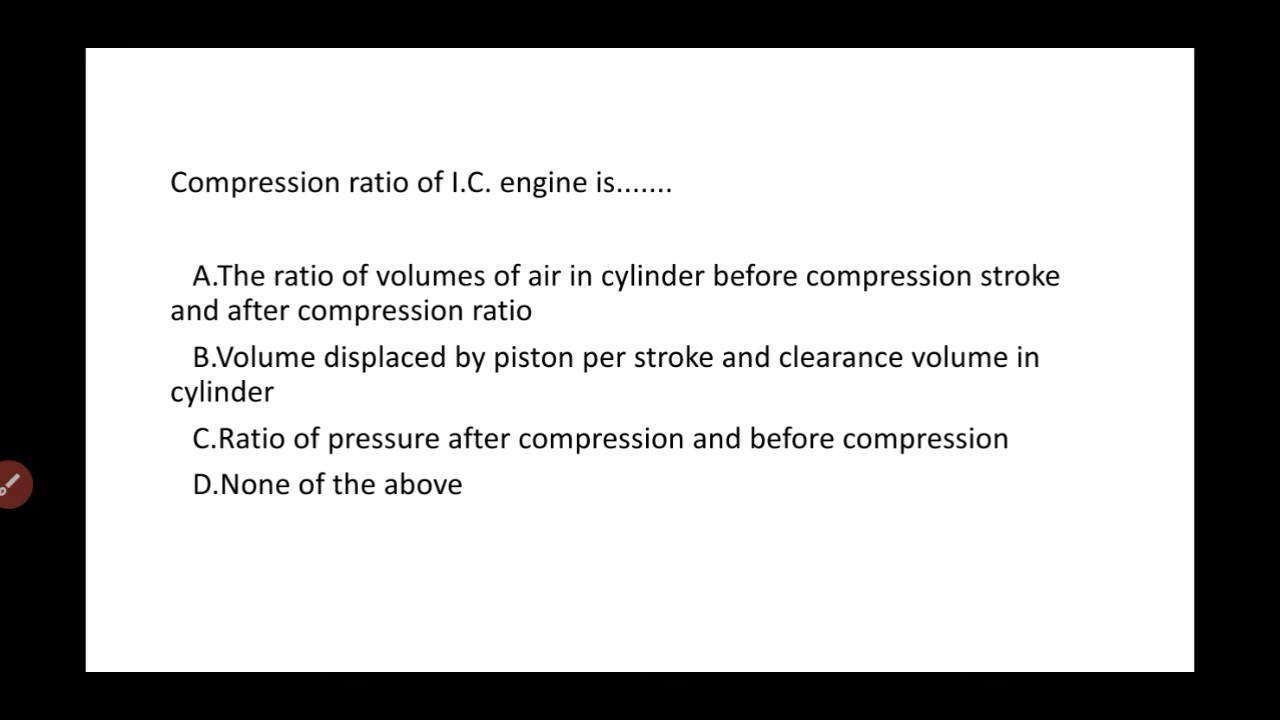 Compression ratio of I.C. engine is.......
A.The ratio of volumes of air in cylinder before compression stroke
and after compression ratio
B.Volume displaced by piston per stroke and clearance volume in
cylinder
C.Ratio of pressure after compression and before compression
D.None of the above